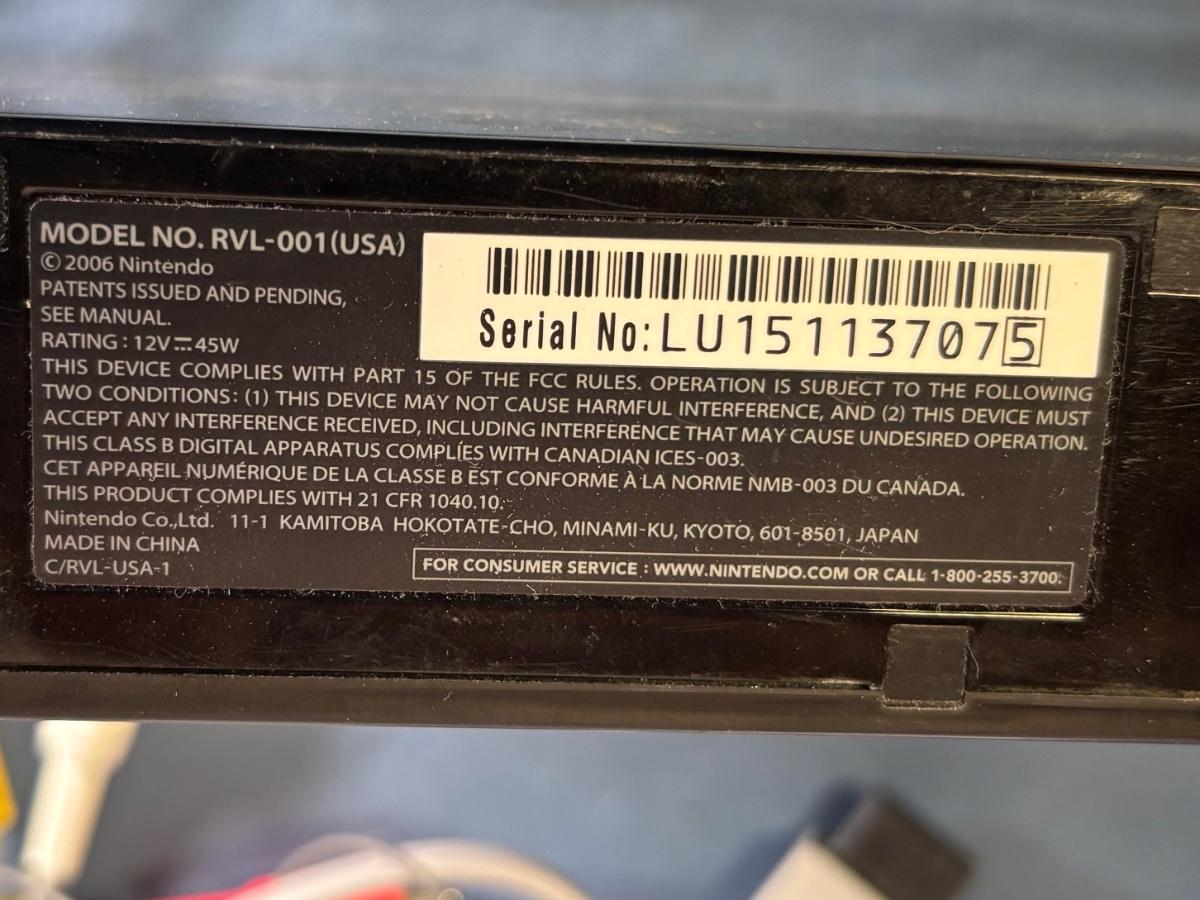 MODEL NO. RVL-001(USA)
© 2006 Nintendo
PATENTS ISSUED AND PENDING,
SEE MANUAL.
RATING : 12V⎓45W
Serial No:LU151137075
THIS DEVICE COMPLIES WITH PART 15 OF THE FCC RULES. OPERATION IS SUBJECT TO THE FOLLOWING
TWO CONDITIONS: (1) THIS DEVICE MAY NOT CAUSE HARMFUL INTERFERENCE, AND (2) THIS DEVICE MUST
ACCEPT ANY INTERFERENCE RECEIVED, INCLUDING INTERFERENCE THAT MAY CAUSE UNDESIRED OPERATION.
THIS CLASS B DIGITAL APPARATUS COMPLIES WITH CANADIAN ICES-003.
CET APPAREIL NUMÉRIQUE DE LA CLASSE B EST CONFORME À LA NORME NMB-003 DU CANADA.
THIS PRODUCT COMPLIES WITH 21 CFR 1040.10.
Nintendo Co.,Ltd. 11-1 KAMITOBA HOKOTATE-CHO, MINAMI-KU, KYOTO, 601-8501, JAPAN
MADE IN CHINA
C/RVL-USA-1
FOR CONSUMER SERVICE : WWW.NINTENDO.COM OR CALL 1-800-255-3700.